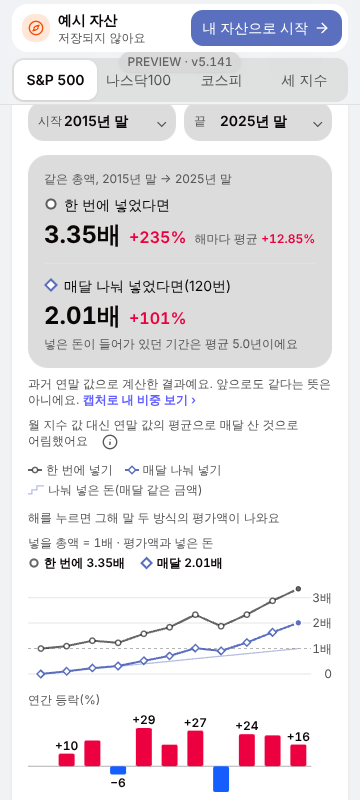 예시 자산
저장되지 않아요
내 자산으로 시작 →
PREVIEW · v5.141
S&P 500 나스닥100 코스피 세 지수
시작 2015년 말 끝 2025년 말
같은 총액, 2015년 말 → 2025년 말
한 번에 넣었다면
3.35배 +235% 해마다 평균 +12.85%
매달 나눠 넣었다면(120번)
2.01배 +101%
넣은 돈이 들어가 있던 기간은 평균 5.0년이에요
과거 연말 값으로 계산한 결과예요. 앞으로도 같다는 뜻은
아니에요. 캡처로 내 비중 보기 ›
월 지수 값 대신 연말 값의 평균으로 매달 산 것으로
어림했어요
한 번에 넣기 매달 나눠 넣기
나눠 넣은 돈(매달 같은 금액)
해를 누르면 그해 말 두 방식의 평가액이 나와요
넣을 총액 = 1배 · 평가액과 넣은 돈
한 번에 3.35배 매달 2.01배
3배
2배
1배
0
연간 등락(%)
+10 −6 +29 +27 +24 +16